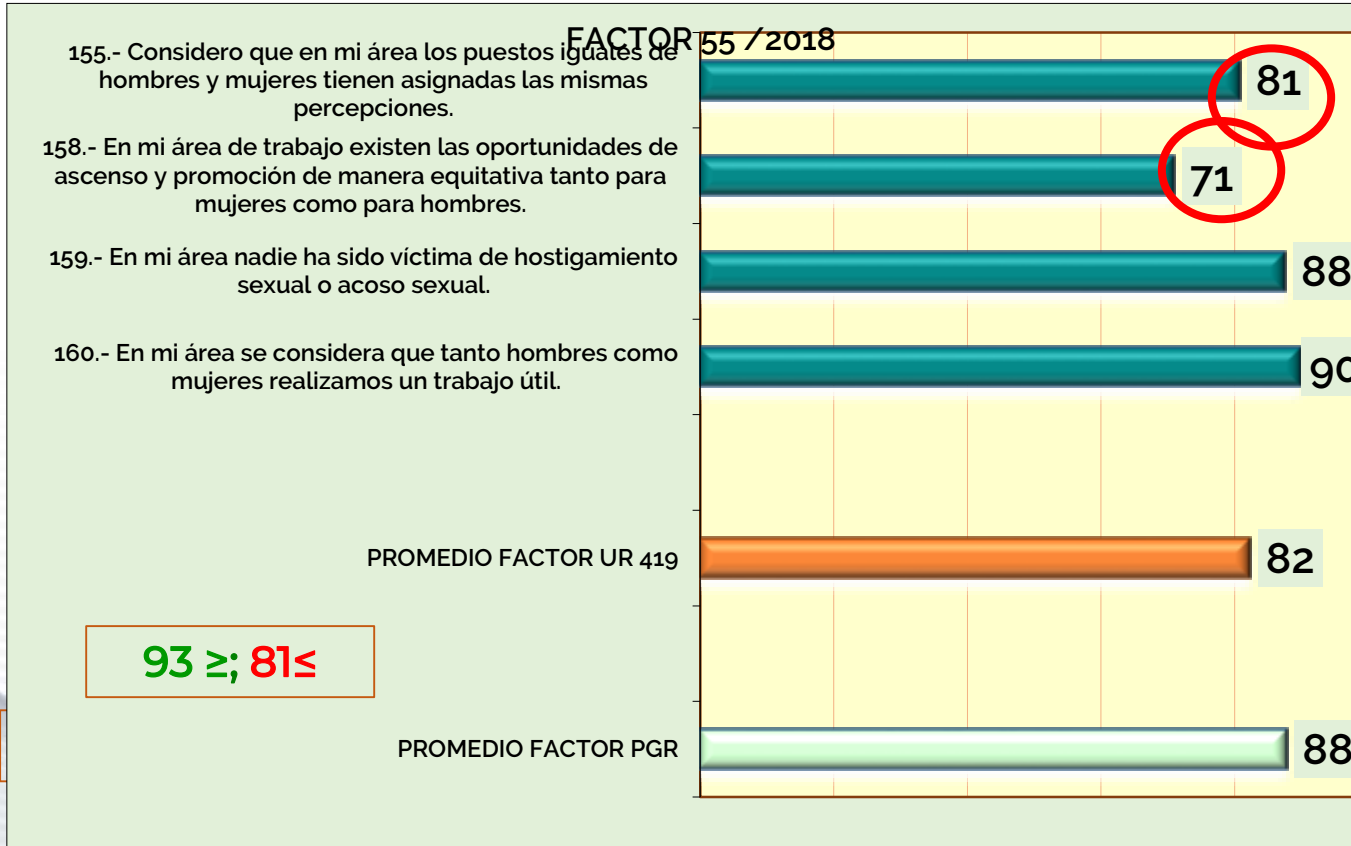 FACTOR 55 /2018
155.- Considero que en mi área los puestos iguales de
hombres y mujeres tienen asignadas las mismas
percepciones.
81
158.- En mi área de trabajo existen las oportunidades de
ascenso y promoción de manera equitativa tanto para
mujeres como para hombres.
71
159.- En mi área nadie ha sido víctima de hostigamiento
sexual o acoso sexual.
88
160.- En mi área se considera que tanto hombres como
mujeres realizamos un trabajo útil.
90
PROMEDIO FACTOR UR 419
82
93 ≥; 81≤
PROMEDIO FACTOR PGR
88